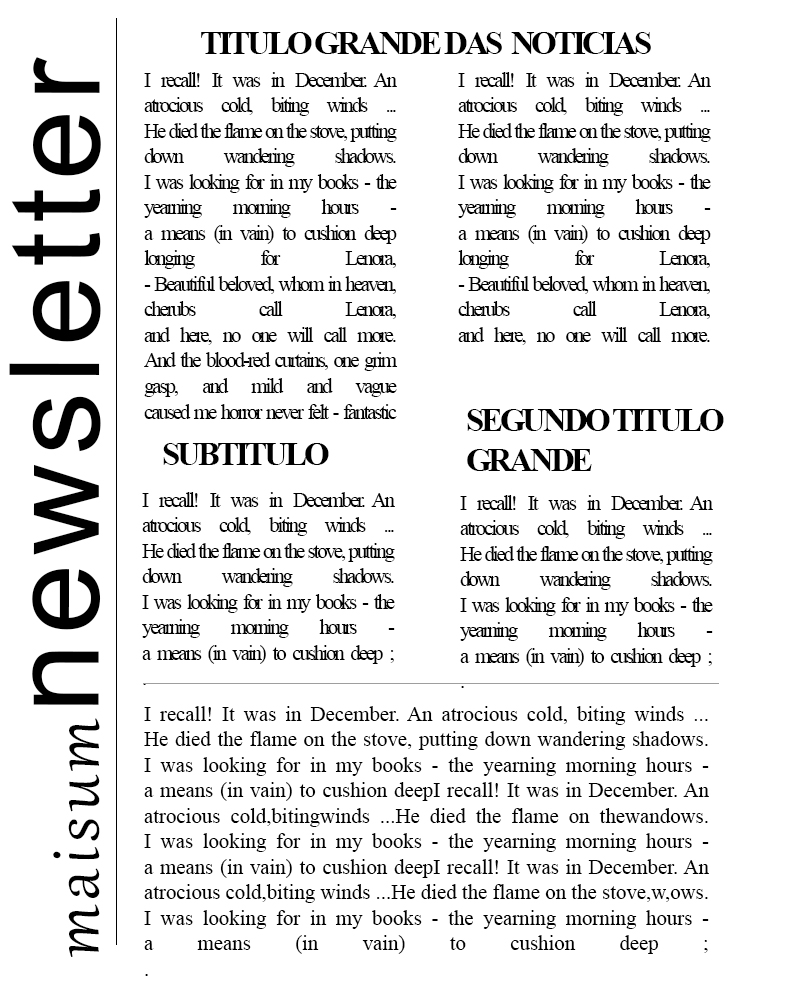 maisum newsletter
TITULO GRANDE DAS NOTICIAS
I recall! It was in December. An
atrocious cold, biting winds ...
He died the flame on the stove, putting
down wandering shadows.
I was looking for in my books - the
yearning morning hours -
a means (in vain) to cushion deep
longing for Lenora,
- Beautiful beloved, whom in heaven,
cherubs call Lenora,
and here, no one will call more.
And the blood-red curtains, one grim
gasp, and mild and vague
caused me horror never felt - fantastic
SUBTITULO
I recall! It was in December. An
atrocious cold, biting winds ...
He died the flame on the stove, putting
down wandering shadows.
I was looking for in my books - the
yearning morning hours -
a means (in vain) to cushion deep ;
.
I recall! It was in December. An
atrocious cold, biting winds ...
He died the flame on the stove, putting
down wandering shadows.
I was looking for in my books - the
yearning morning hours -
a means (in vain) to cushion deep
longing for Lenora,
- Beautiful beloved, whom in heaven,
cherubs call Lenora,
and here, no one will call more.
SEGUNDO TITULO
GRANDE
I recall! It was in December. An
atrocious cold, biting winds ...
He died the flame on the stove, putting
down wandering shadows.
I was looking for in my books - the
yearning morning hours -
a means (in vain) to cushion deep ;
.
I recall! It was in December. An atrocious cold, biting winds ...
He died the flame on the stove, putting down wandering shadows.
I was looking for in my books - the yearning morning hours -
a means (in vain) to cushion deepI recall! It was in December. An
atrocious cold,bitingwinds ...He died the flame on thewandows.
I was looking for in my books - the yearning morning hours -
a means (in vain) to cushion deepI recall! It was in December. An
atrocious cold,biting winds ...He died the flame on the stove,w,ows.
I was looking for in my books - the yearning morning hours -
a means (in vain) to cushion deep ;
.